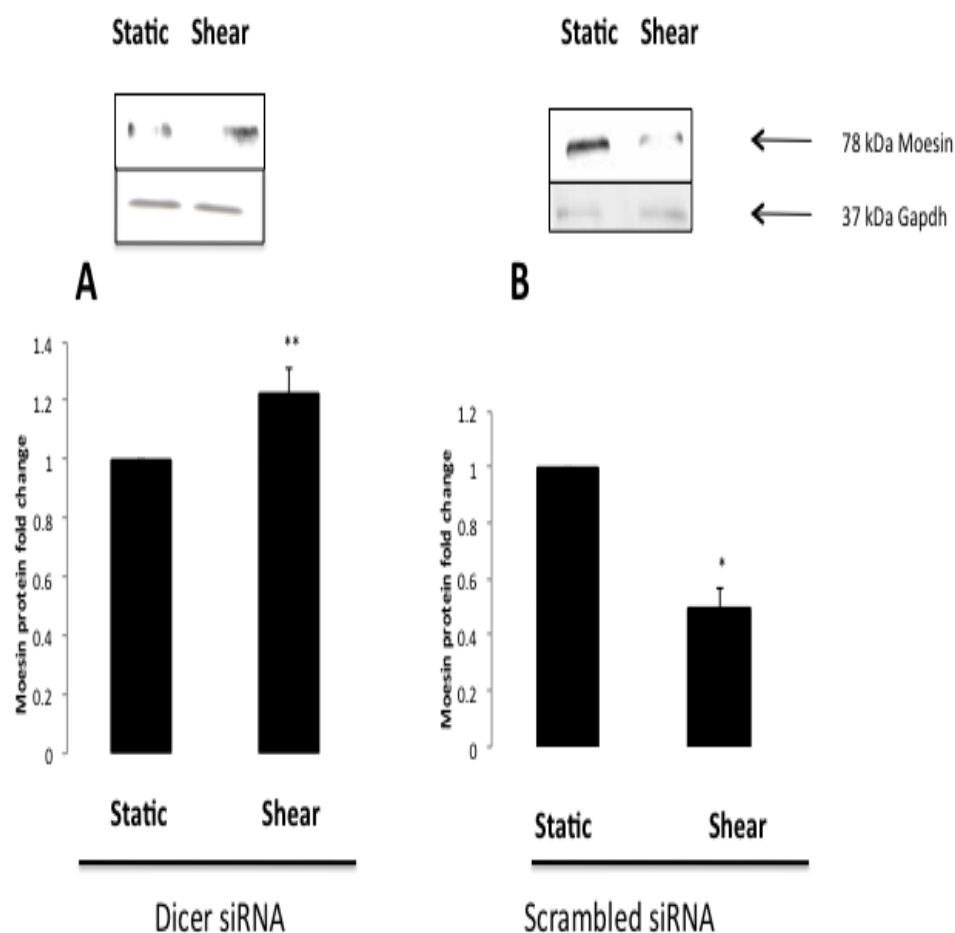 Static Shear
Static Shear
78 kDa Moesin
37 kDa Gapdh
A
B
**
1.4
1.2
1
0.8
0.6
0.4
0.2
0
Moesin protein fold change
Static Shear
Dicer siRNA
*
1.2
1
0.8
0.6
0.4
0.2
0
Moesin protein fold change
Static Shear
Scrambled siRNA